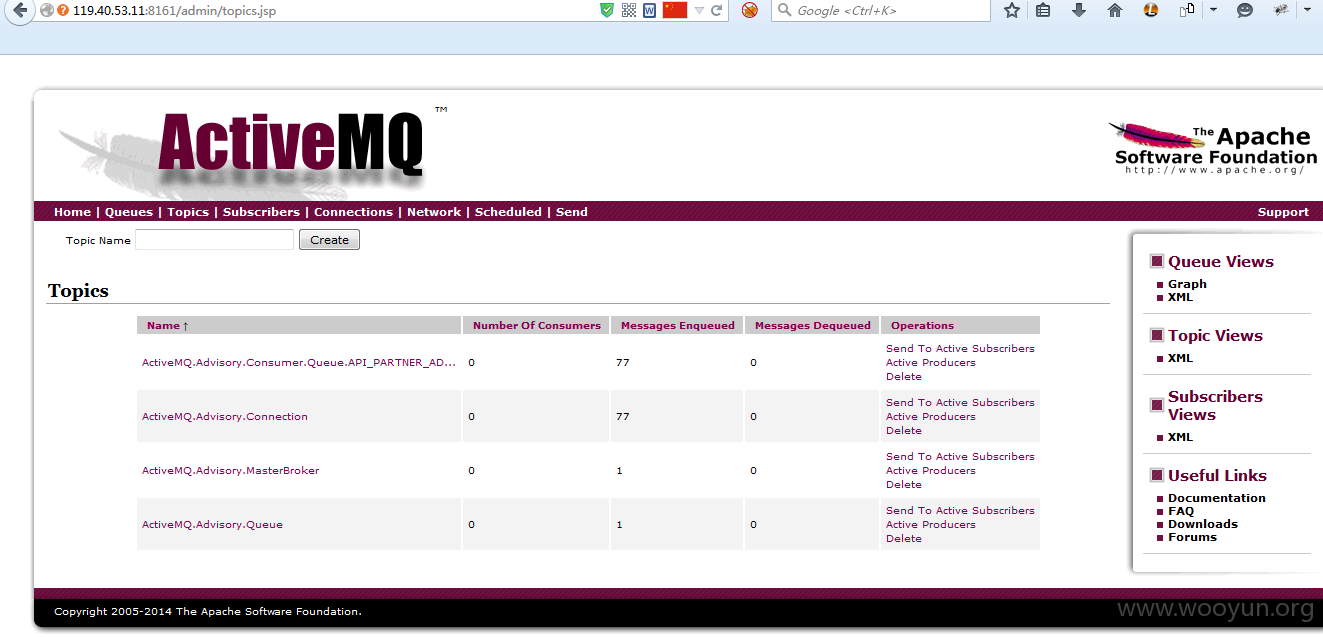 119.40.53.11:8161/admin/topics.jsp
Google <Ctrl+K>
ActiveMQ™
The Apache
Software Foundation
http://www.apache.org/
Home | Queues | Topics | Subscribers | Connections | Network | Scheduled | Send
Support
Topic Name
Create
Topics
Name ↑ Number Of Consumers Messages Enqueued Messages Dequeued Operations
ActiveMQ.Advisory.Consumer.Queue.API_PARTNER_AD... 0 77 0
Send To Active Subscribers
Active Producers
Delete
ActiveMQ.Advisory.Connection 0 77 0
Send To Active Subscribers
Active Producers
Delete
ActiveMQ.Advisory.MasterBroker 0 1 0
Send To Active Subscribers
Active Producers
Delete
ActiveMQ.Advisory.Queue 0 1 0
Send To Active Subscribers
Active Producers
Delete
Queue Views
Graph
XML
Topic Views
XML
Subscribers
Views
XML
Useful Links
Documentation
FAQ
Downloads
Forums
Copyright 2005-2014 The Apache Software Foundation.
www.wooyun.org